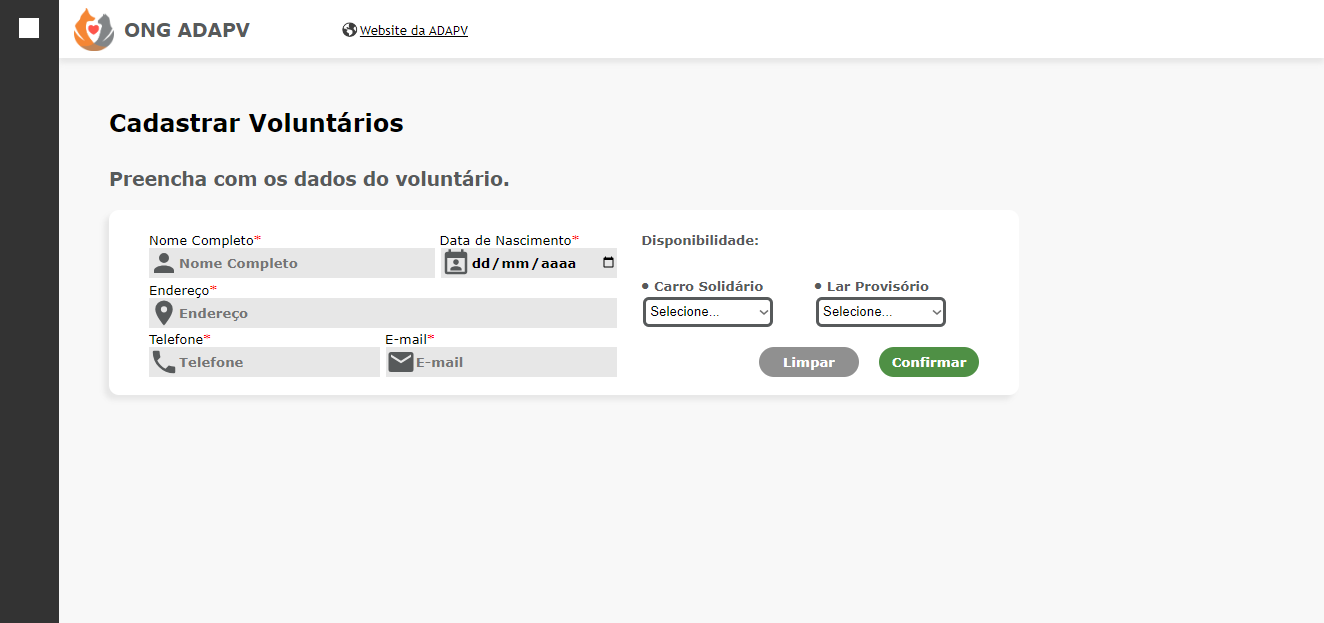 ONG ADAPV
Website da ADAPV
Cadastrar Voluntários
Preencha com os dados do voluntário.
Nome Completo*
Nome Completo
Data de Nascimento*
dd/mm/aaaa
Endereço*
Endereço
Telefone*
Telefone
E-mail*
E-mail
Disponibilidade:
• Carro Solidário
Selecione...
• Lar Provisório
Selecione...
Limpar
Confirmar